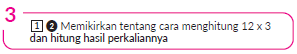 3
1 2 Memikirkan tentang cara menghitung 12 x 3
dan hitung hasil perkaliannya